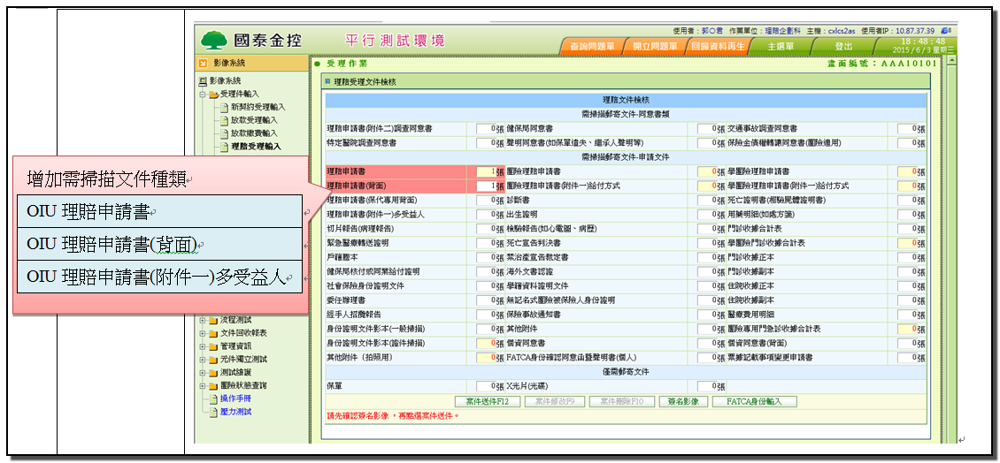 國泰金控
平行測試環境
使用者：郭○君 作業單位：理賠企劃科 主機：cxlcs2as 使用者IP：10.87.37.39
查詢問題單 開立問題單 回歸資料再生 主選單 登出
18：48：48
2015/6/3 星期三
影像系統
受理作業
畫面編號：AAA10101
影像系統
受理件輸入
新契約受理輸入
放款受理輸入
放款繳費輸入
理賠受理輸入
增加需掃描文件種類
OIU 理賠申請書
OIU 理賠申請書(背面)
OIU 理賠申請書(附件一)多受益人
流程測試
文件回收報表
管理資訊
元件獨立測試
測試維護
團險狀態查詢
操作手冊
壓力測試
理賠受理文件檢核
理賠文件檢核
需掃描郵寄文件-同意書類
理賠申請書(附件二)調查同意書 0張 健保局同意書 0張 交通事故調查同意書 0張
特定醫院調查同意書 0張 聲明同意書(如保單遺失、繼承人聲明等) 0張 保險金債權轉讓同意書(團險適用) 0張
需掃描郵寄文件-申請文件
理賠申請書 1張 團險理賠申請書 0張 學團險理賠申請書 0張
理賠申請書(背面) 1張 團險理賠申請書(附件一)給付方式 0張 學團險理賠申請書(附件一)給付方式 0張
理賠申請書(保代專用背面) 0張 診斷書 0張 死亡證明書(相驗屍體證明書) 0張
理賠申請書(附件一)多受益人 0張 出生證明 0張 用藥明細(如處方箋) 0張
切片報告(病理報告) 0張 檢驗報告(如心電圖、病歷) 0張 門診收據合計表 0張
緊急醫療轉送證明 0張 死亡宣告判決書 0張 學團險門診收據合計表 0張
戶籍謄本 0張 禁治產宣告裁定書 0張 門診收據正本 0張
健保局核付或同業給付證明 0張 海外文書認證 0張 門診收據副本 0張
社會保險身份證明文件 0張 學籍資料證明文件 0張 住院收據正本 0張
委任辦理書 0張 無記名式團險被保險人身份證明 0張 住院收據副本 0張
經手人招攬報告 0張 保險事故通知書 0張 醫療費用明細 0張
身份證明文件影本(一般掃描) 0張 其他附件 0張 團險專用門急診收據合計表 0張
身份證明文件影本(證件掃描) 0張 個資同意書 0張 個資同意書(背面) 0張
其他附件（拍照用） 0張 FATCA身份確認同意函暨聲明書(個人) 0張 票據記載事項變更申請書 0張
僅需郵寄文件
保單 0張 X光片(光碟) 0張
案件送件F12 案件修改F9 案件刪除F10 簽名影像 FATCA身份輸入
請先確認簽名影像，再點選案件送件。